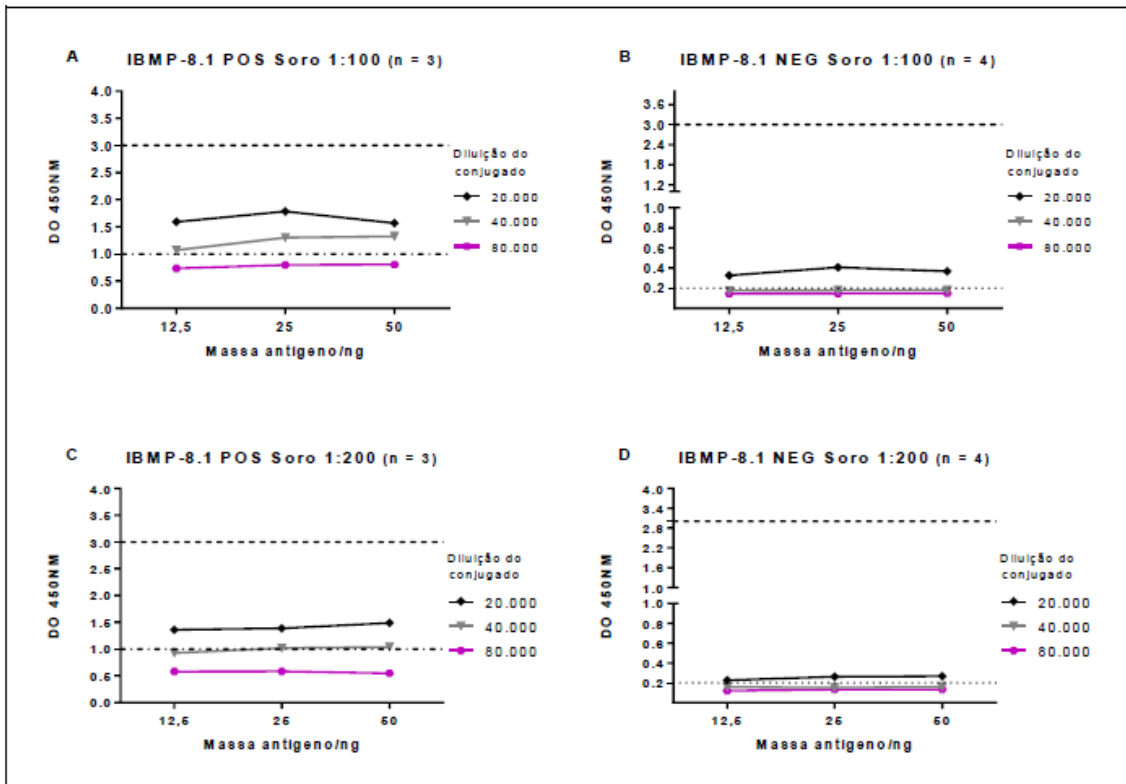 A
IBMP-8.1 POS Soro 1:100 (n = 3)
4.0
3.5
3.0
2.5
2.0
1.5
1.0
0.5
0.0
DO 450NM
12,5
25
50
Massa antigeno/ng
Diluição do
conjugado
20.000
40.000
80.000
B
IBMP-8.1 NEG Soro 1:100 (n = 4)
3.6
3.0
2.4
1.8
1.2
1.0
0.8
0.6
0.4
0.2
DO 450NM
12,5
25
50
Massa antigeno/ng
Diluição do
conjugado
20.000
40.000
80.000
C
IBMP-8.1 POS Soro 1:200 (n = 3)
4.0
3.5
3.0
2.5
2.0
1.5
1.0
0.5
0.0
DO 450NM
12,5
25
50
Massa antigeno/ng
Diluição do
conjugado
20.000
40.000
80.000
D
IBMP-8.1 NEG Soro 1:200 (n = 4)
4.0
3.4
2.8
2.2
1.6
1.0
1.0
0.8
0.6
0.4
0.2
DO 450NM
12,5
25
50
Massa antigeno/ng
Diluição do
conjugado
20.000
40.000
80.000